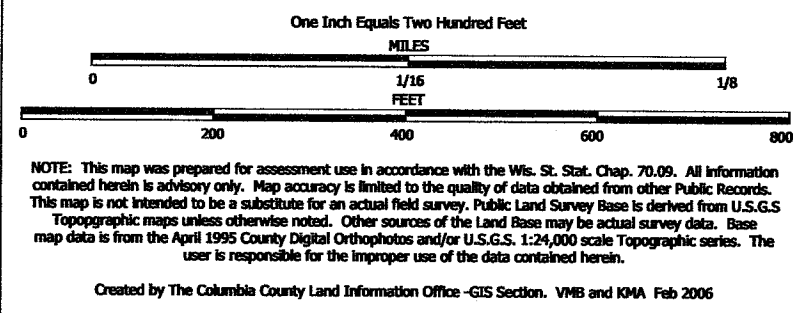 One Inch Equals Two Hundred Feet
MILES
0 1/16 1/8
FEET
0 200 400 600 800
NOTE: This map was prepared for assessment use in accordance with the Wis. St. Stat. Chap. 70.09. All information
contained herein is advisory only. Map accuracy is limited to the quality of data obtained from other Public Records.
This map is not intended to be a substitute for an actual field survey. Public Land Survey Base is derived from U.S.G.S
Topopgraphic maps unless otherwise noted. Other sources of the Land Base may be actual survey data. Base
map data is from the April 1995 County Digital Orthophotos and/or U.S.G.S. 1:24,000 scale Topographic series. The
user is responsible for the improper use of the data contained herein.
Created by The Columbia County Land Information Office -GIS Section. VMB and KMA Feb 2006